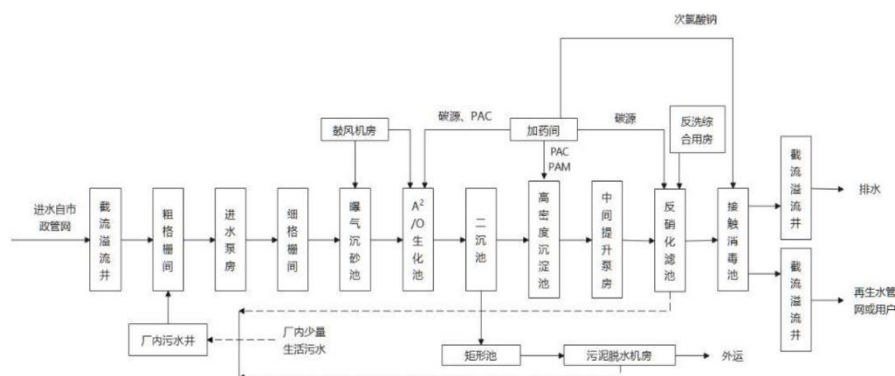 次氯酸钠
碳源、PAC
加药间
碳源
鼓风机房
反洗综
合用房
PAC
PAM
进水自市
政管网
截流溢流井
粗格栅间
进水泵房
细格栅间
曝气沉砂池
A²/O生化池
二沉池
高密度沉淀池
中间提升泵房
反硝化滤池
接触消毒池
截流溢流井
排水
截流溢流井
再生水管
网或用户
厂内污水井
厂内少量
生活污水
矩形池
污泥脱水机房
外运